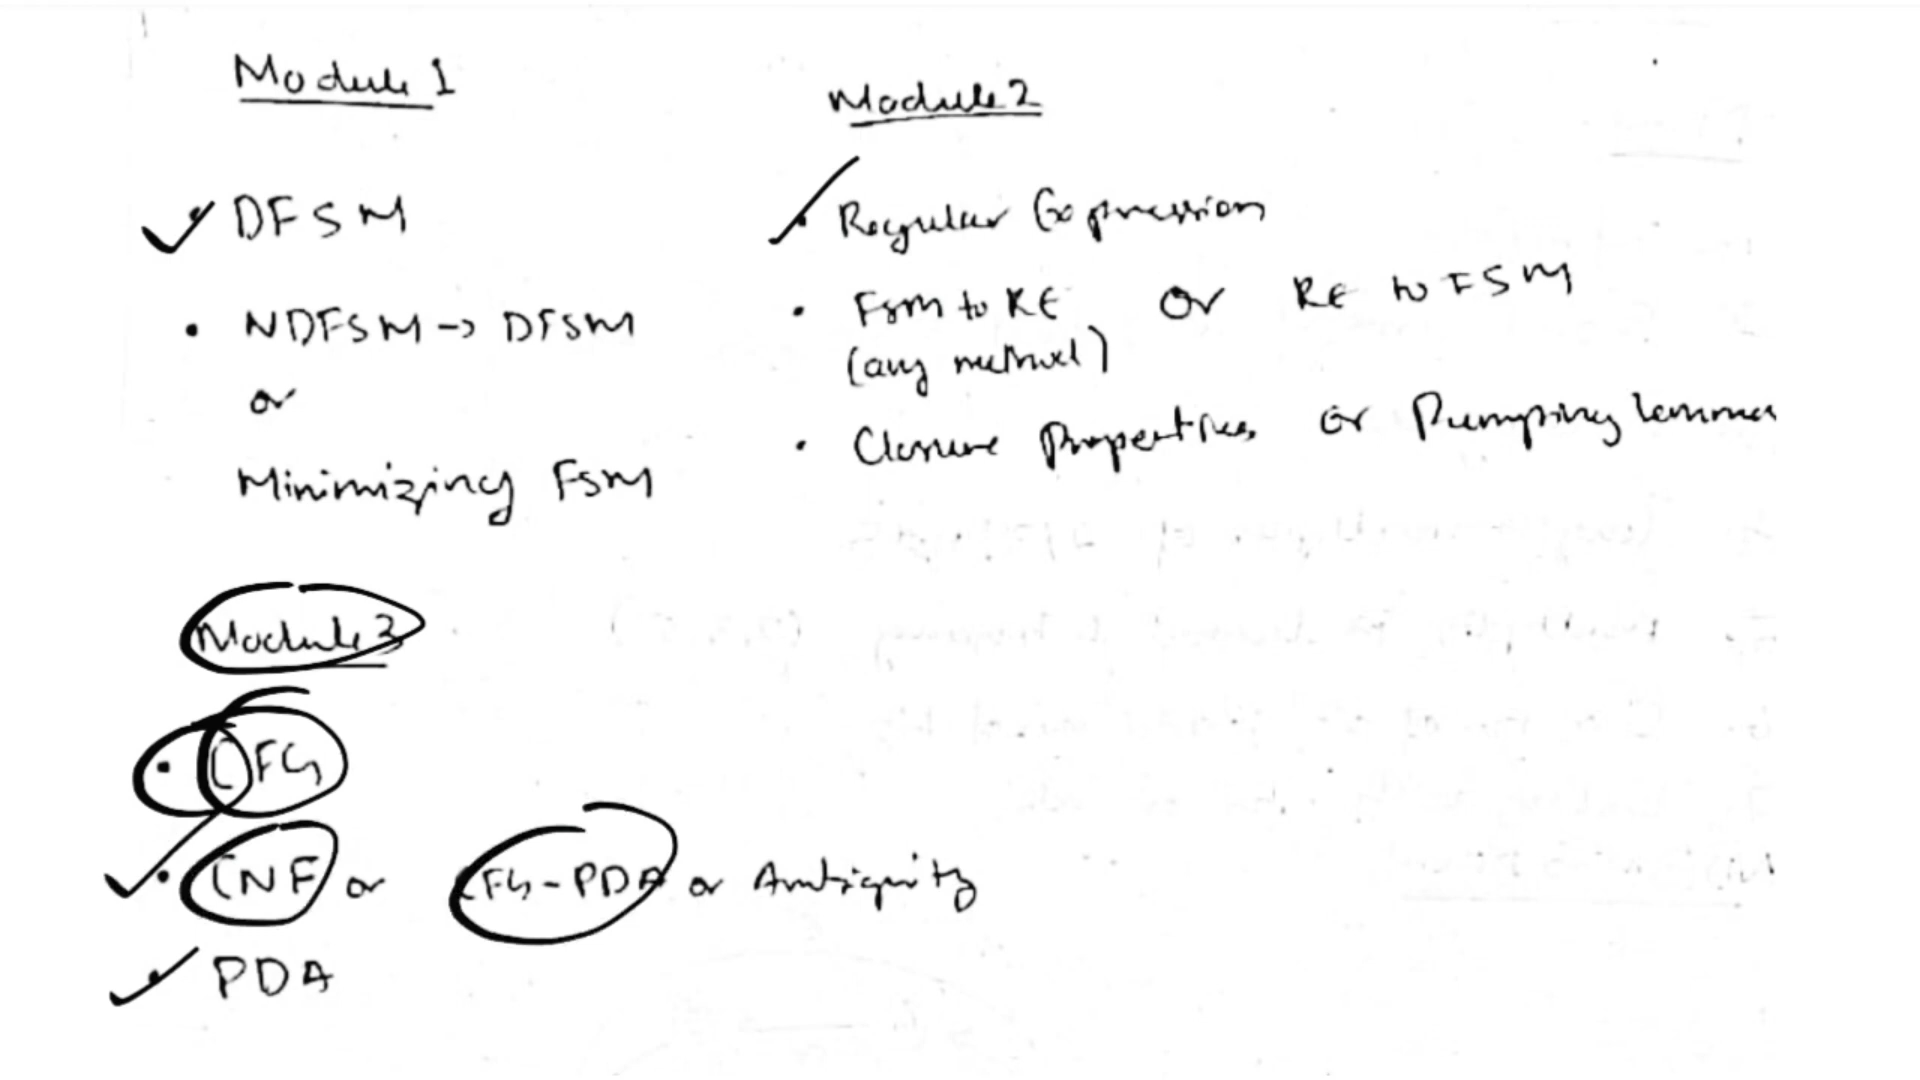 Module 1
DFSM
• NDFSM -> DFSM
or
Minimizing FSM
Module 2
• Regular Expression
• FSM to RE or RE to FSM
(any method)
• Closure Properties or Pumping lemma
Module 3
• CFG
• CNF or CFG-PDA or Ambiguity
• PDA